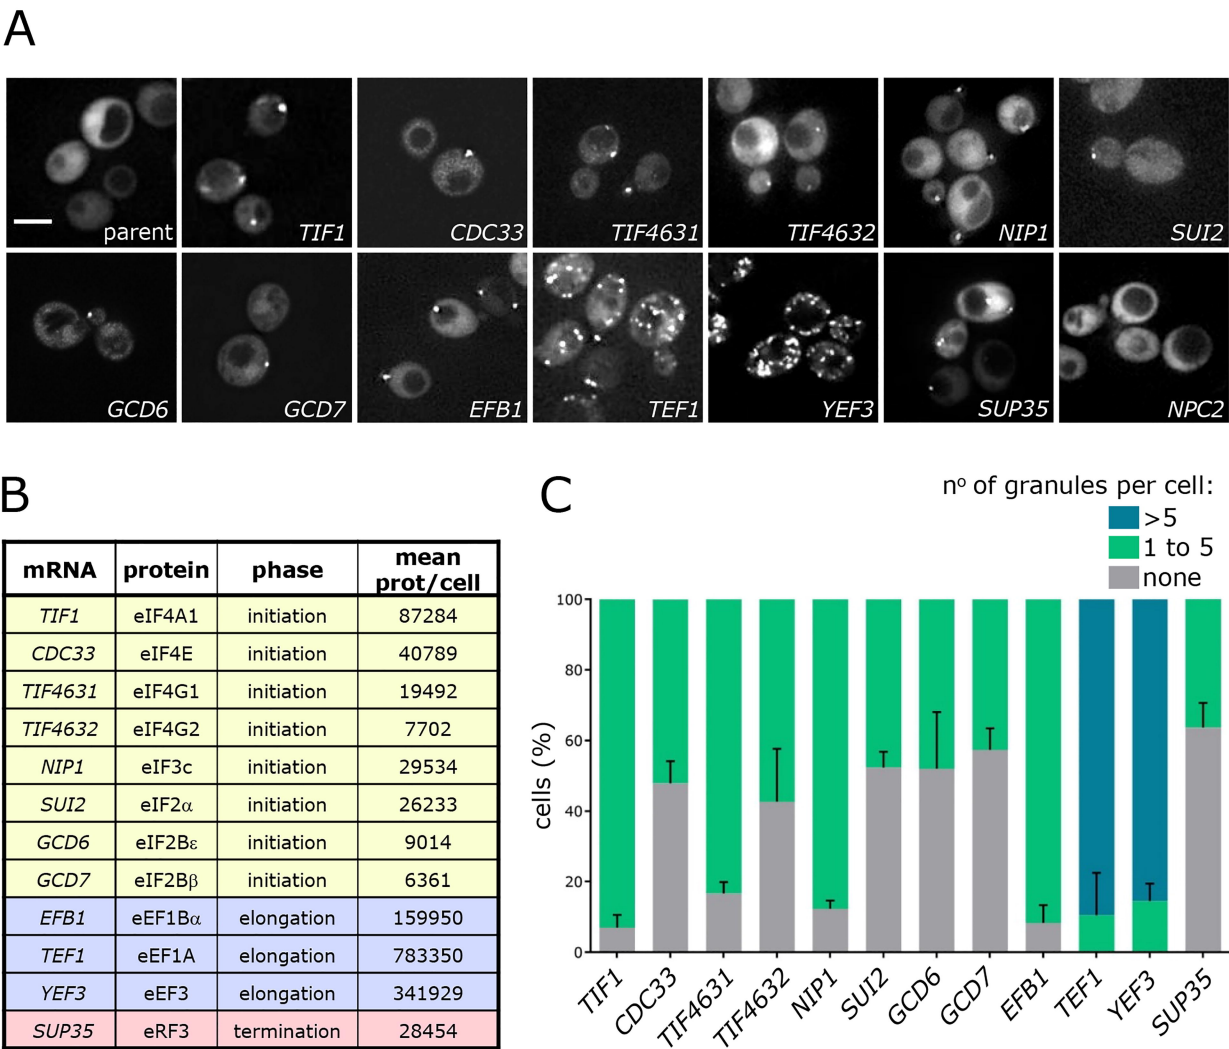 A
parent
TIF1
CDC33
TIF4631
TIF4632
NIP1
SUI2
GCD6
GCD7
EFB1
TEF1
YEF3
SUP35
NPC2
B
mRNA protein phase mean prot/cell
TIF1 eIF4A1 initiation 87284
CDC33 eIF4E initiation 40789
TIF4631 eIF4G1 initiation 19492
TIF4632 eIF4G2 initiation 7702
NIP1 eIF3c initiation 29534
SUI2 eIF2α initiation 26233
GCD6 eIF2Bε initiation 9014
GCD7 eIF2Bβ initiation 6361
EFB1 eEF1Bα elongation 159950
TEF1 eEF1A elongation 783350
YEF3 eEF3 elongation 341929
SUP35 eRF3 termination 28454
C
nº of granules per cell:
>5
1 to 5
none
cells (%)
100
80
60
40
20
0
TIF1
CDC33
TIF4631
TIF4632
NIP1
SUI2
GCD6
GCD7
EFB1
TEF1
YEF3
SUP35